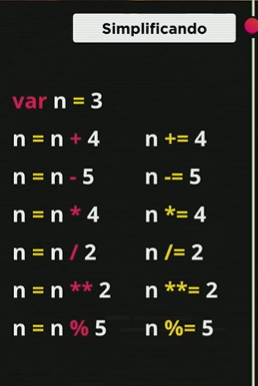 Simplificando
var n = 3
n = n + 4 n += 4
n = n - 5 n -= 5
n = n * 4 n *= 4
n = n / 2 n /= 2
n = n ** 2 n **= 2
n = n % 5 n %= 5